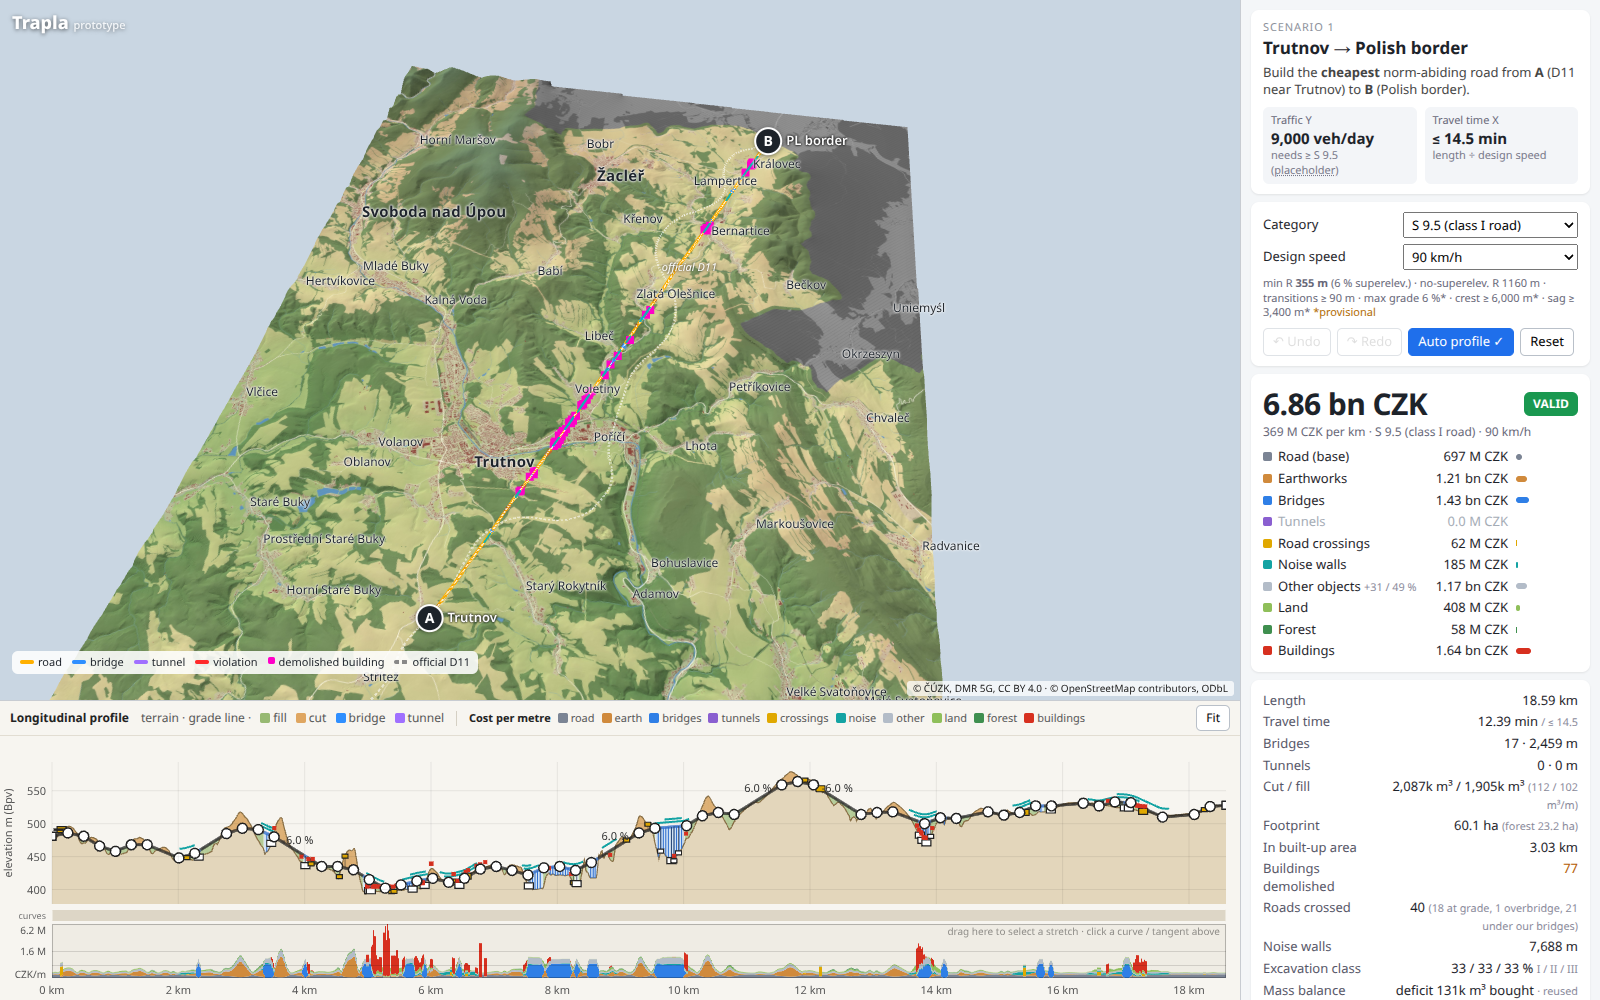 Trapla prototype
Horní Maršov
Bobr
B PL border
Královec
Žacléř
Lampertice
Svoboda nad Úpou
Křenov
Bernartice
Mladé Buky
official D11
Hertvíkovice
Babí
Zlatá Olešnice
Bečkov
Kalná Voda
Uniemyśl
Libeč
Okrzeszyn
Vlčice
Voletiny
Petříkovice
Chvaleč
Volanov
Poříčí
Lhota
Oblanov
Trutnov
Staré Buky
Markoušovice
Prostřední Staré Buky
Radvanice
Bohuslavice
Horní Staré Buky
Starý Rokytník
Adamov
A Trutnov
road bridge tunnel violation demolished building official D11
Střítež
Velké Svatoňovice
© ČÚZK, DMR 5G, CC BY 4.0 · © OpenStreetMap contributors, ODbL
Longitudinal profile terrain · grade line · fill cut bridge tunnel Cost per metre road earth bridges tunnels crossings noise other land forest buildings Fit
elevation m (Bpv)
550
500
450
400
6.0 %
6.0 %
6.0 %
6.0 %
curves
6.2 M
1.6 M
CZK/m
drag here to select a stretch · click a curve / tangent above
0 km 2 km 4 km 6 km 8 km 10 km 12 km 14 km 16 km 18 km
SCENARIO 1
Trutnov → Polish border
Build the cheapest norm-abiding road from A (D11
near Trutnov) to B (Polish border).
Traffic Y
9,000 veh/day
needs ≥ S 9.5
(placeholder)
Travel time X
≤ 14.5 min
length ÷ design speed
Category S 9.5 (class I road)
Design speed 90 km/h
min R 355 m (6 % superelev.) · no-superelev. R 1160 m ·
transitions ≥ 90 m · max grade 6 %* · crest ≥ 6,000 m* · sag ≥
3,400 m* *provisional
↶ Undo ↷ Redo Auto profile ✓ Reset
6.86 bn CZK VALID
369 M CZK per km · S 9.5 (class I road) · 90 km/h
Road (base) 697 M CZK
Earthworks 1.21 bn CZK
Bridges 1.43 bn CZK
Tunnels 0.0 M CZK
Road crossings 62 M CZK
Noise walls 185 M CZK
Other objects +31 / 49 % 1.17 bn CZK
Land 408 M CZK
Forest 58 M CZK
Buildings 1.64 bn CZK
Length 18.59 km
Travel time 12.39 min / ≤ 14.5
Bridges 17 · 2,459 m
Tunnels 0 · 0 m
Cut / fill 2,087k m³ / 1,905k m³ (112 / 102
m³/m)
Footprint 60.1 ha (forest 23.2 ha)
In built-up area 3.03 km
Buildings 77
demolished
Roads crossed 40 (18 at grade, 1 overbridge, 21
under our bridges)
Noise walls 7,688 m
Excavation class 33 / 33 / 33 % I / II / III
Mass balance deficit 131k m³ bought · reused